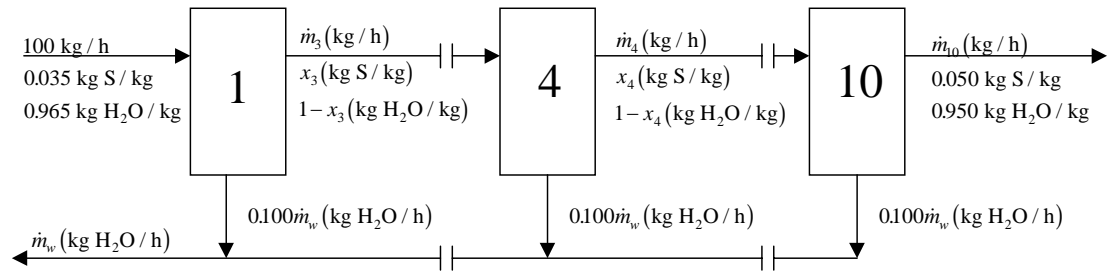 100 kg / h
0.035 kg S / kg
0.965 kg H₂O / kg
1
ṁ₃ (kg / h)
x₃ (kg S / kg)
1 − x₃ (kg H₂O / kg)
4
ṁ₄ (kg / h)
x₄ (kg S / kg)
1 − x₄ (kg H₂O / kg)
10
ṁ₁₀ (kg / h)
0.050 kg S / kg
0.950 kg H₂O / kg
0.100ṁw (kg H₂O / h)
0.100ṁw (kg H₂O / h)
0.100ṁw (kg H₂O / h)
ṁw (kg H₂O / h)